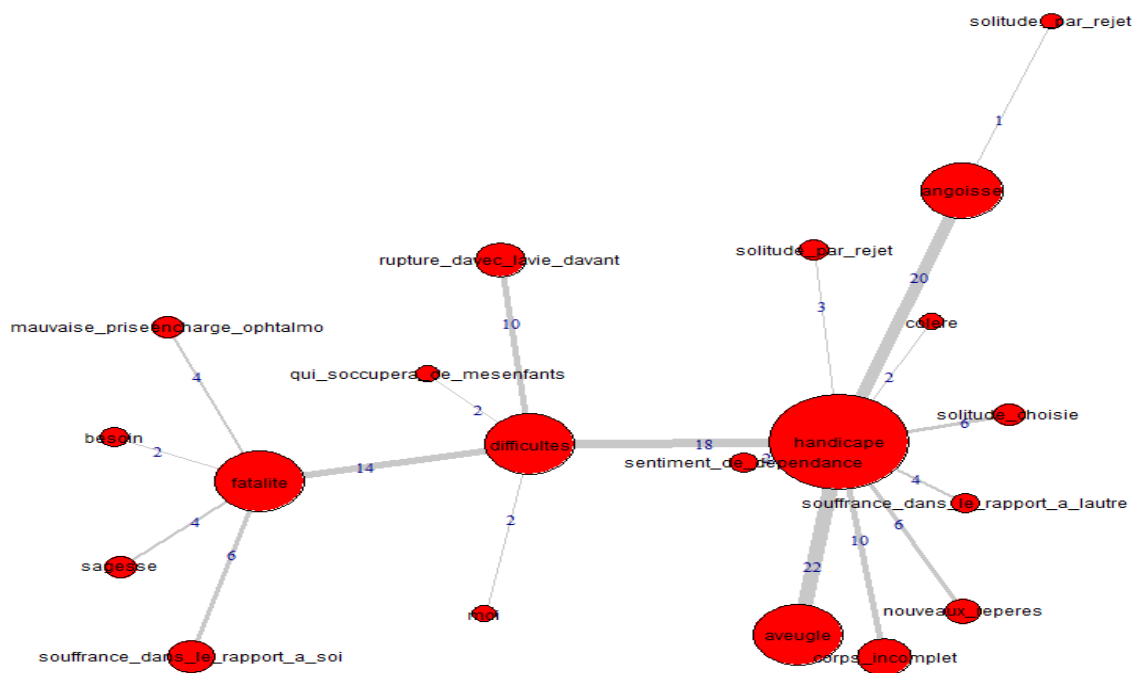 solitude_par_rejet
1
angoisse
solitude_par_rejet
rupture_davec_lavie_davant
20
3
colere
10
mauvaise_priseencharge_ophtalmo
qui_soccupera_de_mesenfants
4
2
2
solitude_choisie
6
besoin
2
difficultes
18
handicape
sentiment_de_dependance
2
14
fatalite
4
souffrance_dans_le_rapport_a_lautre
4
2
10
6
sagesse
6
22
moi
nouveaux_reperes
aveugle
souffrance_dans_le_rapport_a_soi
corps_incomplet